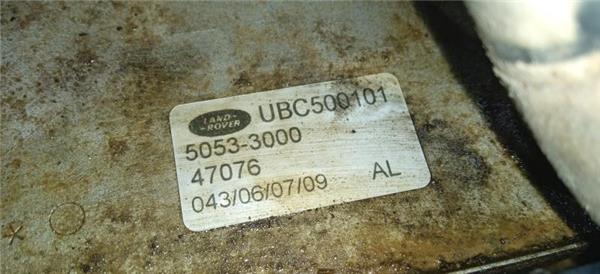 LAND-
-ROVER
UBC500101
5053-3000
47076
043/06/07/09 AL